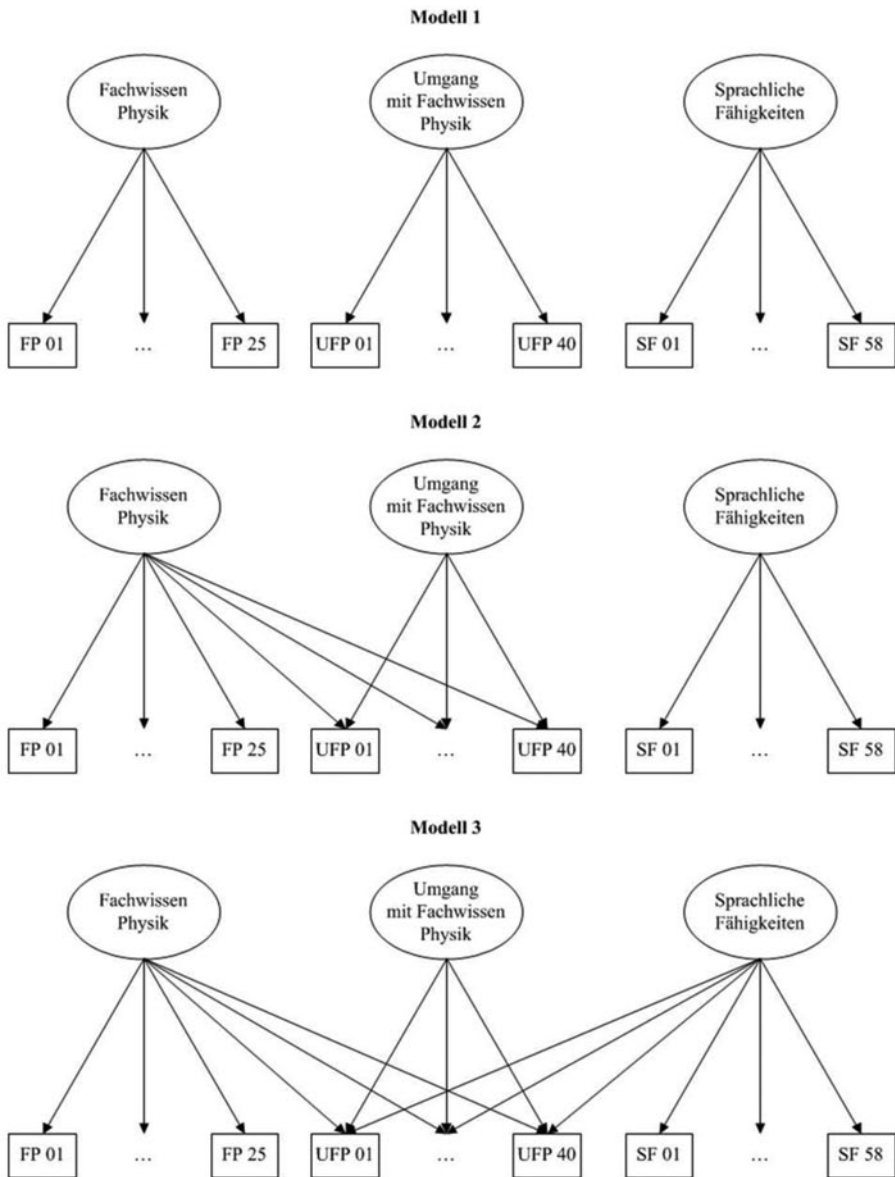 Modell 1
Fachwissen
Physik
Umgang
mit Fachwissen
Physik
Sprachliche
Fähigkeiten
FP 01
...
FP 25
UFP 01
...
UFP 40
SF 01
...
SF 58
Modell 2
Fachwissen
Physik
Umgang
mit Fachwissen
Physik
Sprachliche
Fähigkeiten
FP 01
...
FP 25
UFP 01
...
UFP 40
SF 01
...
SF 58
Modell 3
Fachwissen
Physik
Umgang
mit Fachwissen
Physik
Sprachliche
Fähigkeiten
FP 01
...
FP 25
UFP 01
...
UFP 40
SF 01
...
SF 58